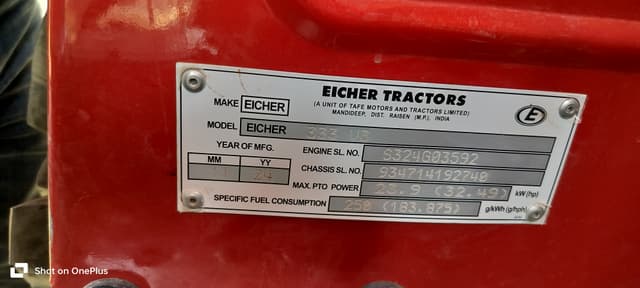 EICHER TRACTORS
(A UNIT OF TAFE MOTORS AND TRACTORS LIMITED)
MANDIDEEP, DIST. RAISEN (M.P.), INDIA
E
MAKE EICHER
MODEL EICHER 333
YEAR OF MFG.
MM YY
24
ENGINE SL. NO. S324G03592
CHASSIS SL. NO. 934714192240
MAX. PTO POWER (32.49) kW (hp)
SPECIFIC FUEL CONSUMPTION 250 (183.875) g/kWh (g/hph)
Shot on OnePlus